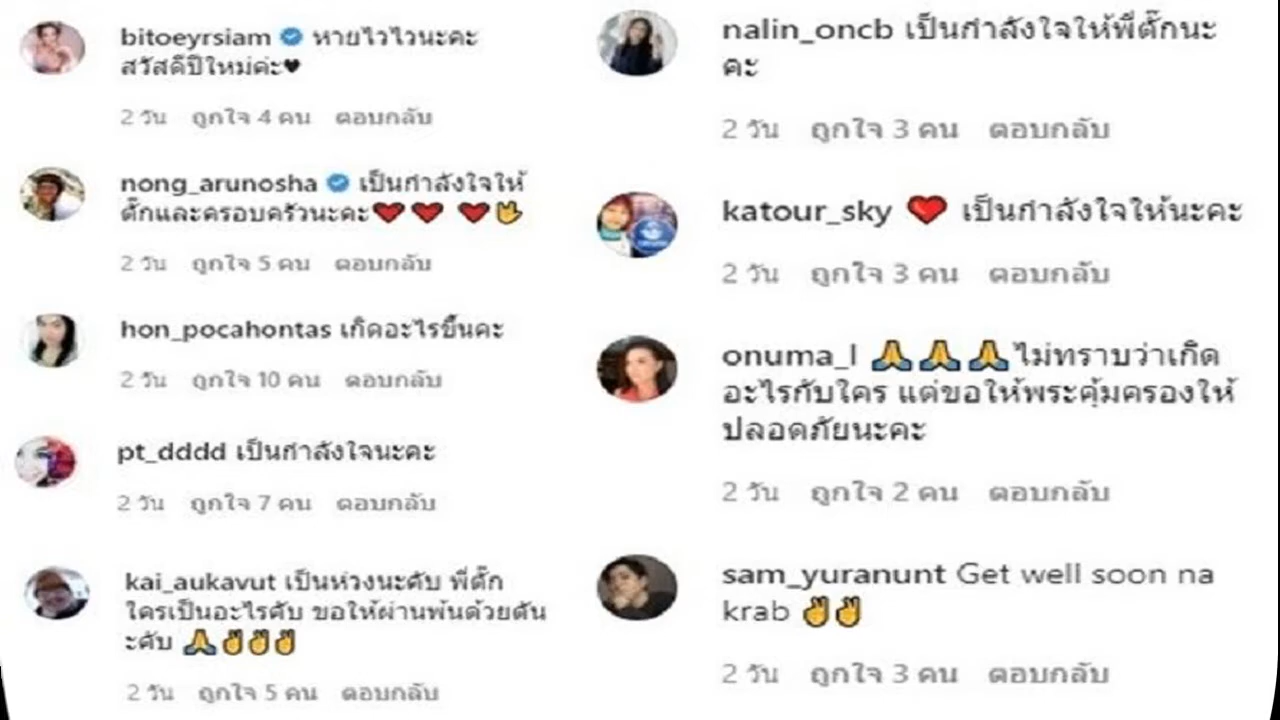 bitoeyrsiam หายไวไวนะคะ
สวัสดีปีใหม่ค่ะ🖤
2 วัน ถูกใจ 4 คน ตอบกลับ
nong_arunosha เป็นกำลังใจให้
ตั๊กและครอบครัวนะคะ❤️❤️ ❤️🤟
2 วัน ถูกใจ 5 คน ตอบกลับ
hon_pocahontas เกิดอะไรขึ้นคะ
2 วัน ถูกใจ 10 คน ตอบกลับ
pt_dddd เป็นกำลังใจนะคะ
2 วัน ถูกใจ 7 คน ตอบกลับ
kai_aukavut เป็นห่วงนะคับ พี่ตั๊ก
ใครเป็นอะไรคับ ขอให้ผ่านพ้นด้วยดีน
ะคับ 🙏✌️✌️✌️
2 วัน ถูกใจ 5 คน ตอบกลับ
nalin_oncb เป็นกำลังใจให้พี่ตั๊กนะ
คะ
2 วัน ถูกใจ 3 คน ตอบกลับ
katour_sky ❤️ เป็นกำลังใจให้นะคะ
2 วัน ถูกใจ 3 คน ตอบกลับ
onuma_l 🙏🙏🙏ไม่ทราบว่าเกิด
อะไรกับใคร แต่ขอให้พระคุ้มครองให้
ปลอดภัยนะคะ
2 วัน ถูกใจ 2 คน ตอบกลับ
sam_yuranunt Get well soon na
krab ✌️✌️
2 วัน ถูกใจ 3 คน ตอบกลับ